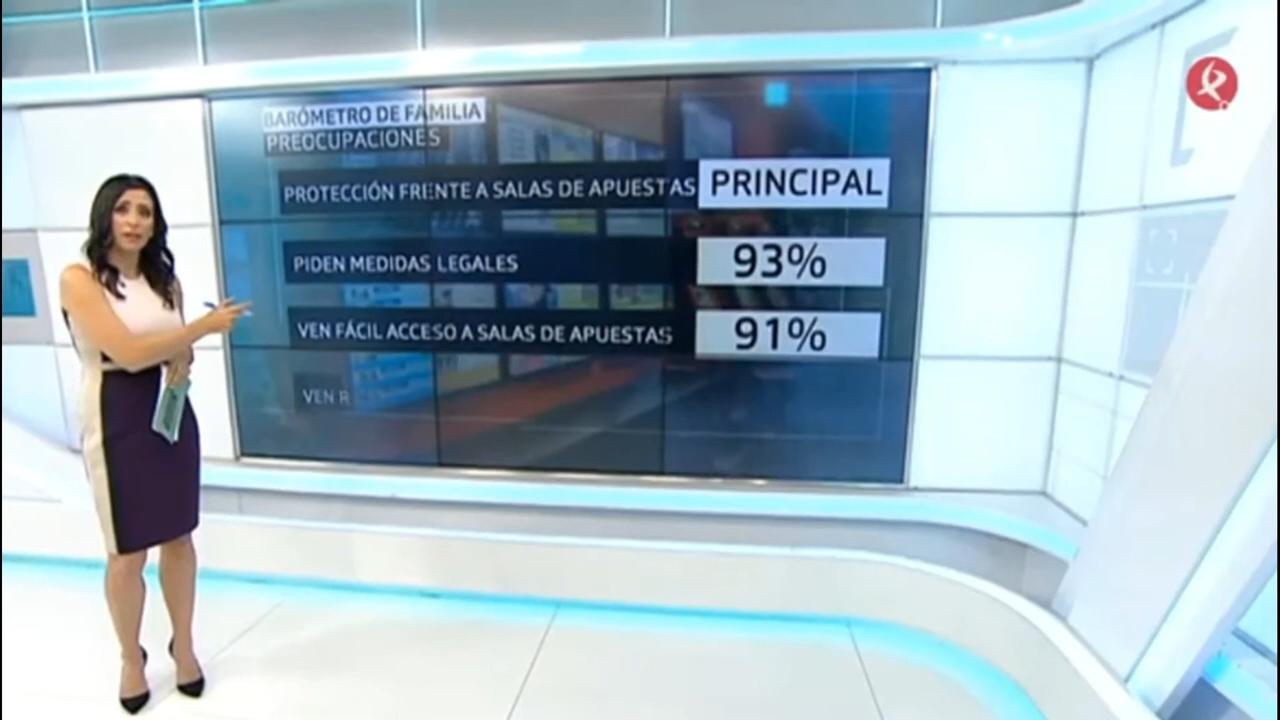 BARÓMETRO DE FAMILIA
PREOCUPACIONES
PROTECCIÓN FRENTE A SALAS DE APUESTAS PRINCIPAL
PIDEN MEDIDAS LEGALES 93%
VEN FÁCIL ACCESO A SALAS DE APUESTAS 91%
VEN R